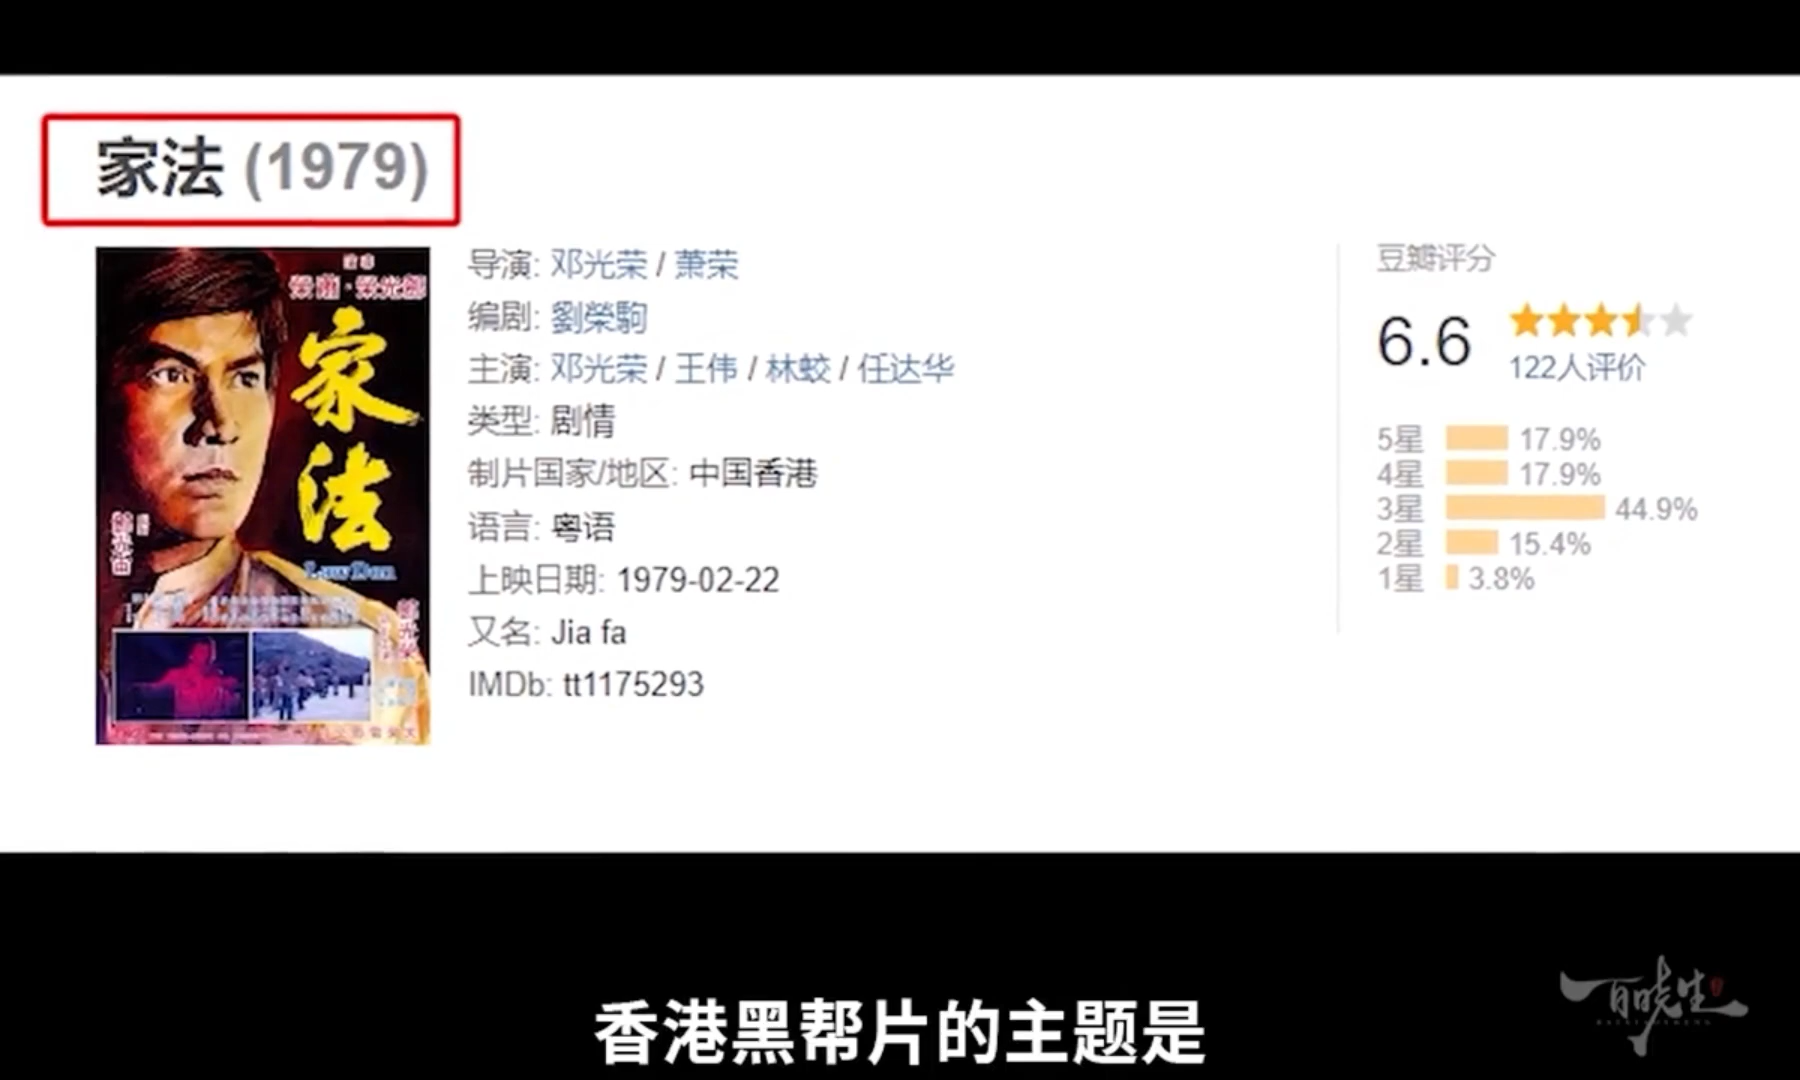 家法 (1979)
家法
Law Don
导演: 邓光荣 / 萧荣
编剧: 劉榮駒
主演: 邓光荣 / 王伟 / 林蛟 / 任达华
类型: 剧情
制片国家/地区: 中国香港
语言: 粤语
上映日期: 1979-02-22
又名: Jia fa
IMDb: tt1175293
豆瓣评分
6.6
122人评价
5星 17.9%
4星 17.9%
3星 44.9%
2星 15.4%
1星 3.8%
香港黑帮片的主题是
百晓生